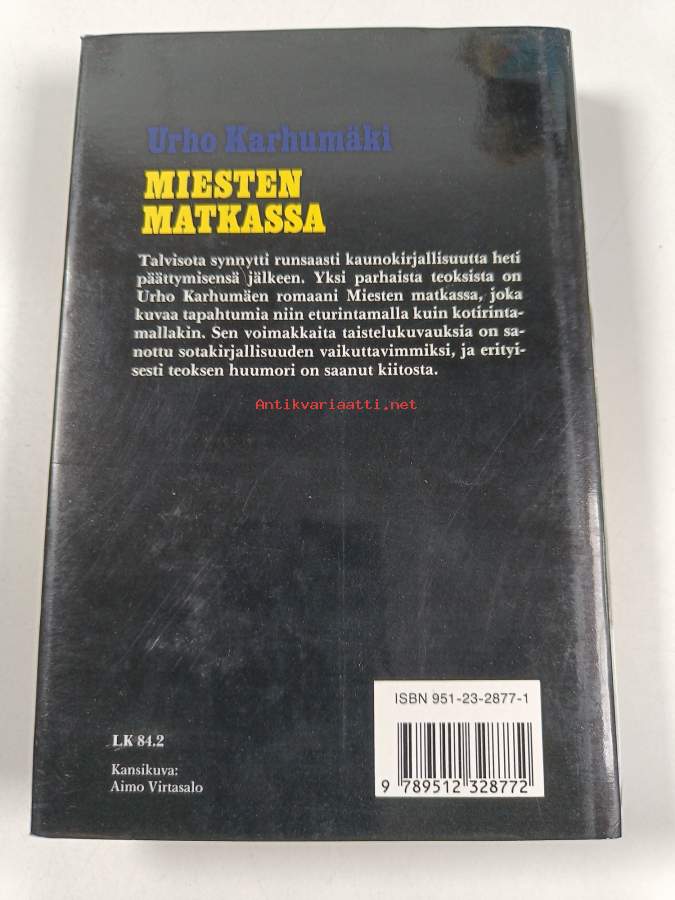 Urho Karhumäki
MIESTEN
MATKASSA
Talvisota synnytti runsaasti kaunokirjallisuutta heti
päättymisensä jälkeen. Yksi parhaista teoksista on
Urho Karhumäen romaani Miesten matkassa, joka
kuvaa tapahtumia niin eturintamalla kuin kotirinta-
mallakin. Sen voimakkaita taistelukuvauksia on sa-
nottu sotakirjallisuuden vaikuttavimmiksi, ja erityi-
sesti teoksen huumori on saanut kiitosta.
Antikvariaatti.net
ISBN 951-23-2877-1
LK 84.2
Kansikuva:
Aimo Virtasalo
9 789512 328772